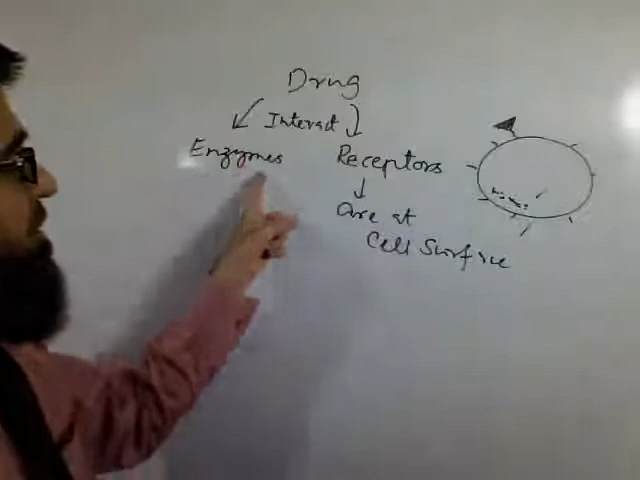 Drug
Interact
Enzymes
Receptors
Are at
Cell Surface